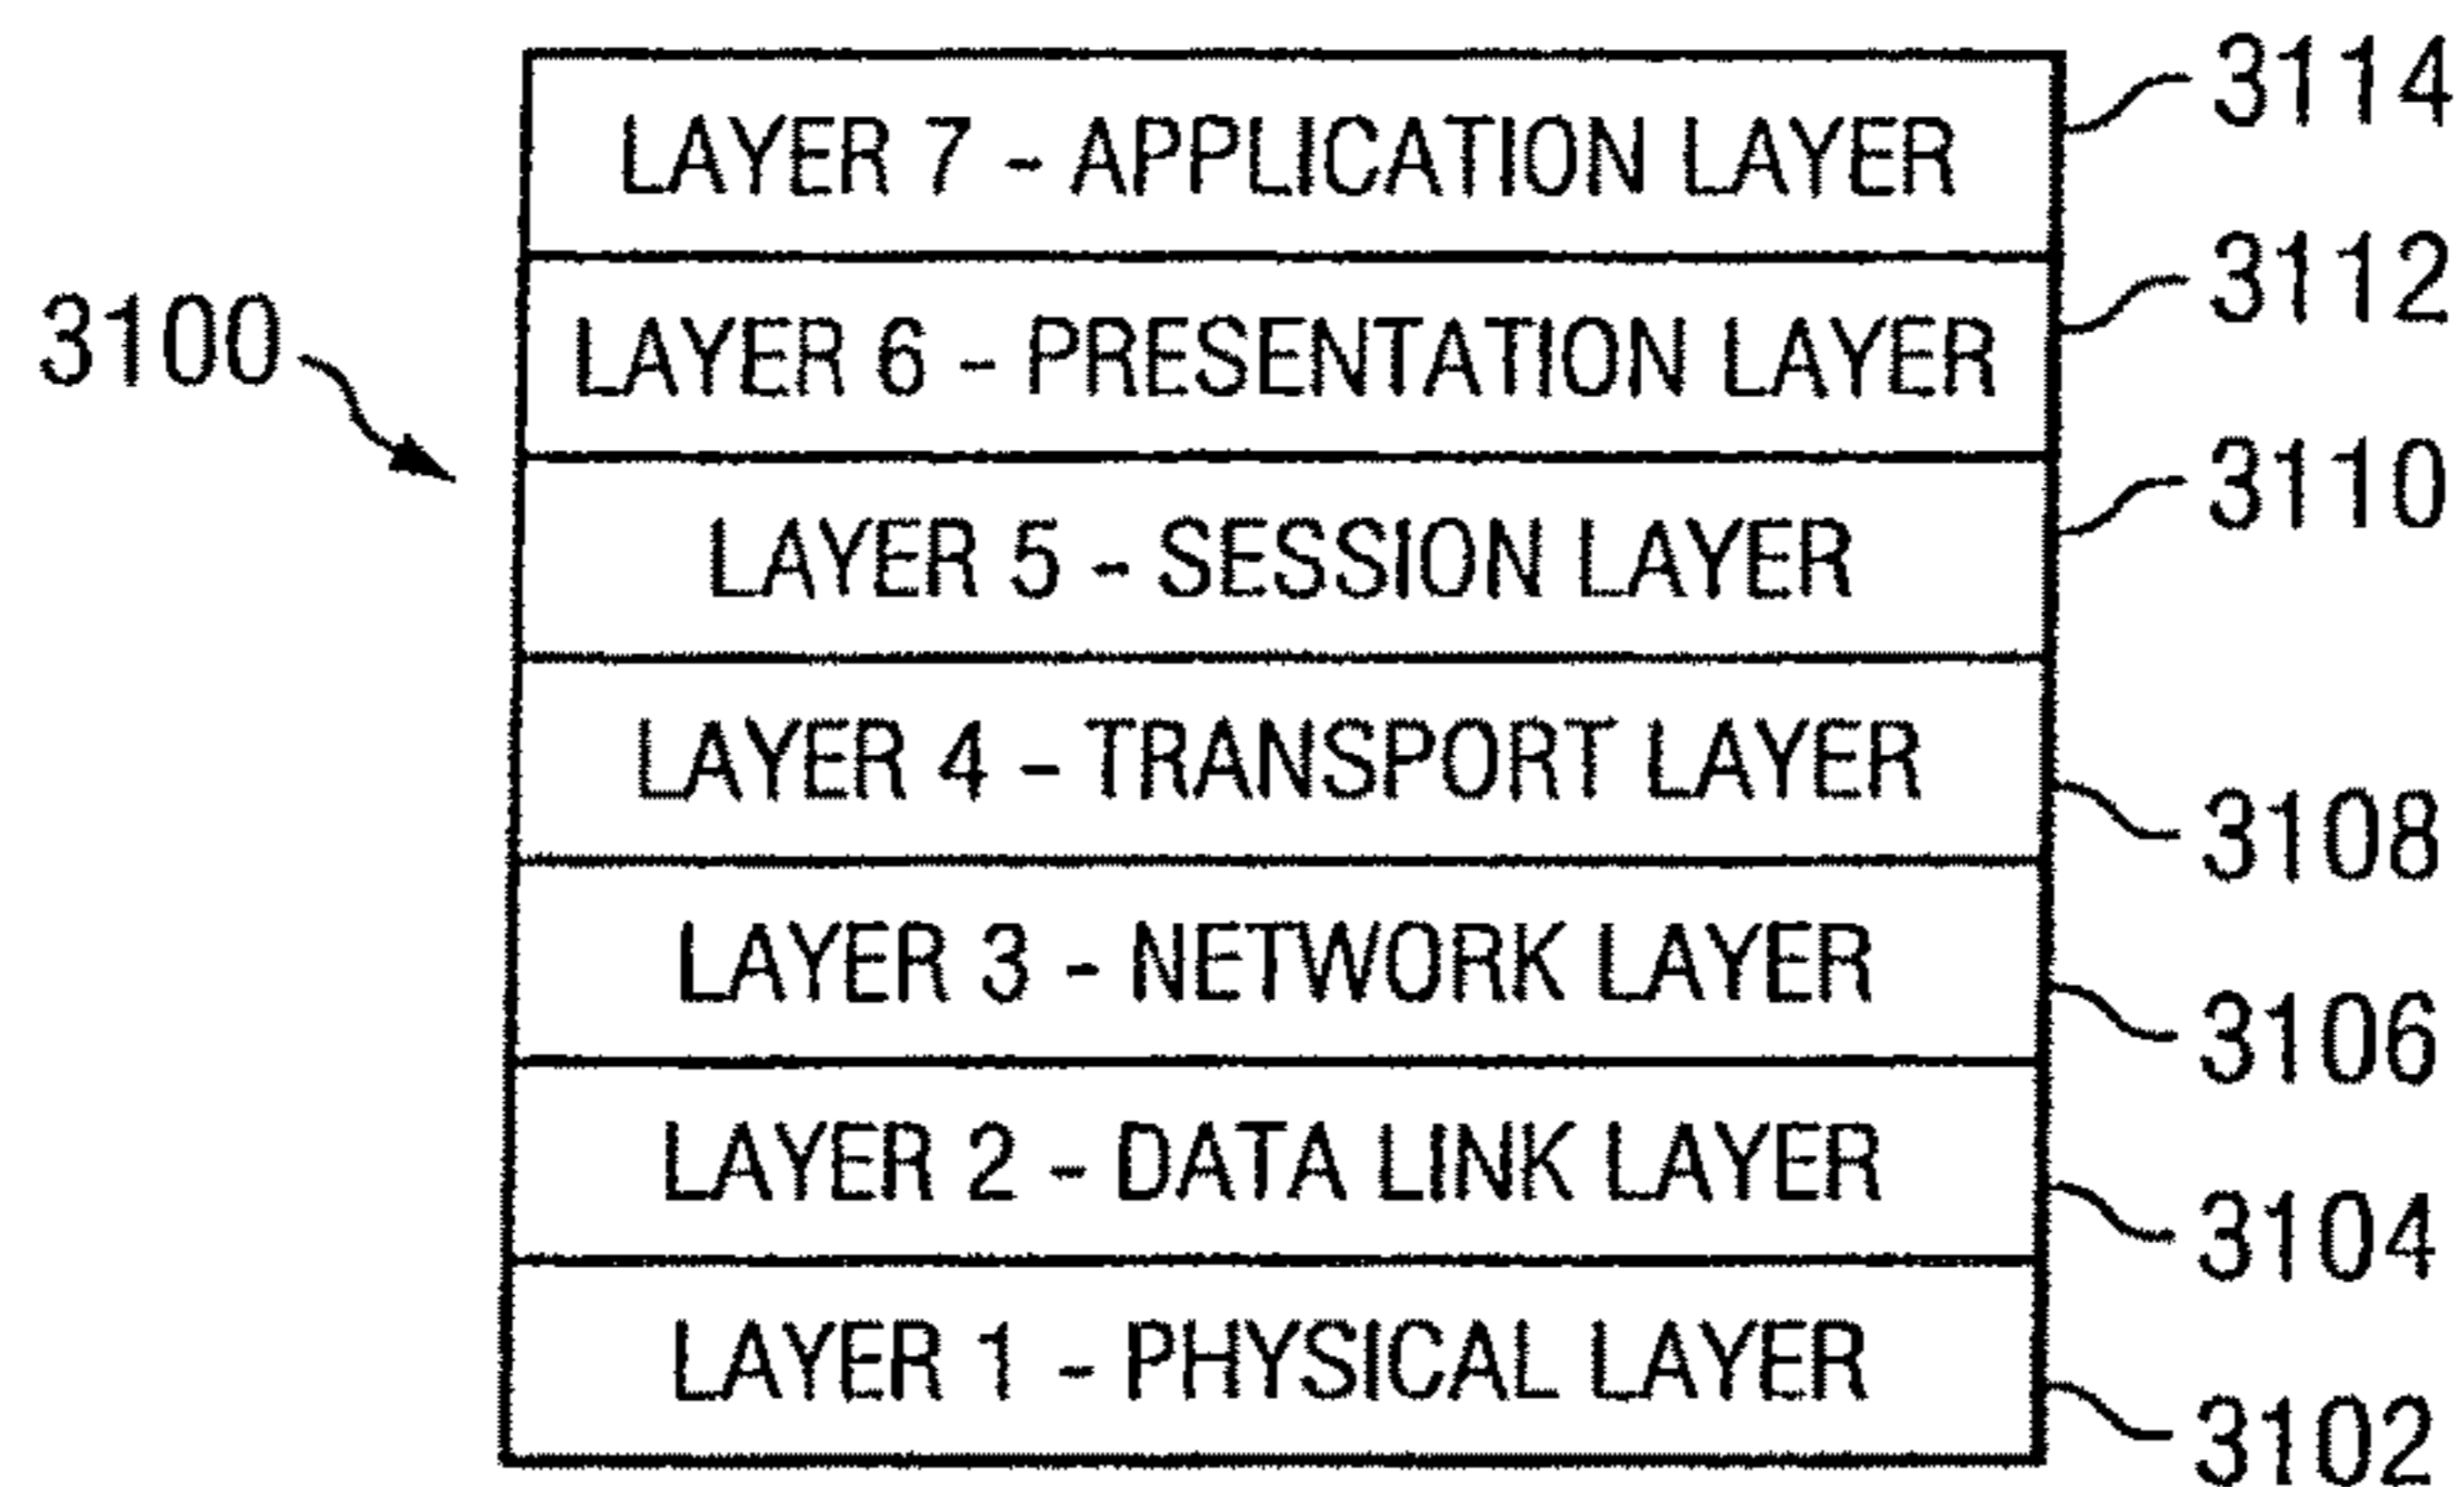 3114
LAYER 7 - APPLICATION LAYER
3112
LAYER 6 - PRESENTATION LAYER
3100
3110
LAYER 5 - SESSION LAYER
LAYER 4 - TRANSPORT LAYER
3108
LAYER 3 - NETWORK LAYER
3106
LAYER 2 - DATA LINK LAYER
3104
LAYER 1 - PHYSICAL LAYER
3102